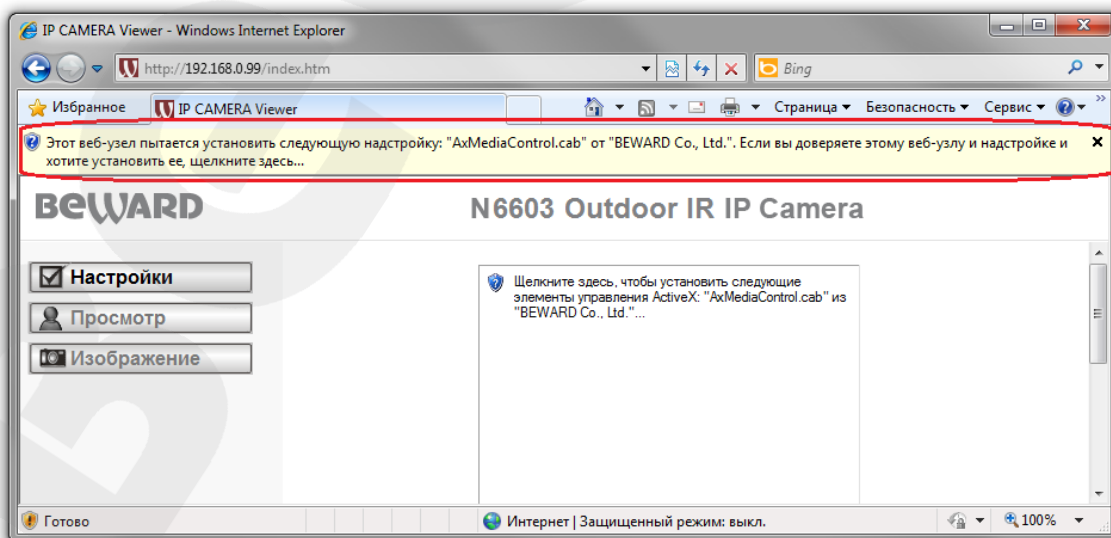 IP CAMERA Viewer - Windows Internet Explorer
http://192.168.0.99/index.htm
Bing
Избранное
IP CAMERA Viewer
Страница
Безопасность
Сервис
Этот веб-узел пытается установить следующую надстройку: "AxMediaControl.cab" от "BEWARD Co., Ltd.". Если вы доверяете этому веб-узлу и надстройке и
хотите установить ее, щелкните здесь...
BEWARD
N6603 Outdoor IR IP Camera
Настройки
Просмотр
Изображение
Щелкните здесь, чтобы установить следующие
элементы управления ActiveX: "AxMediaControl.cab" из
"BEWARD Co., Ltd."...
Готово
Интернет | Защищенный режим: выкл.
100%